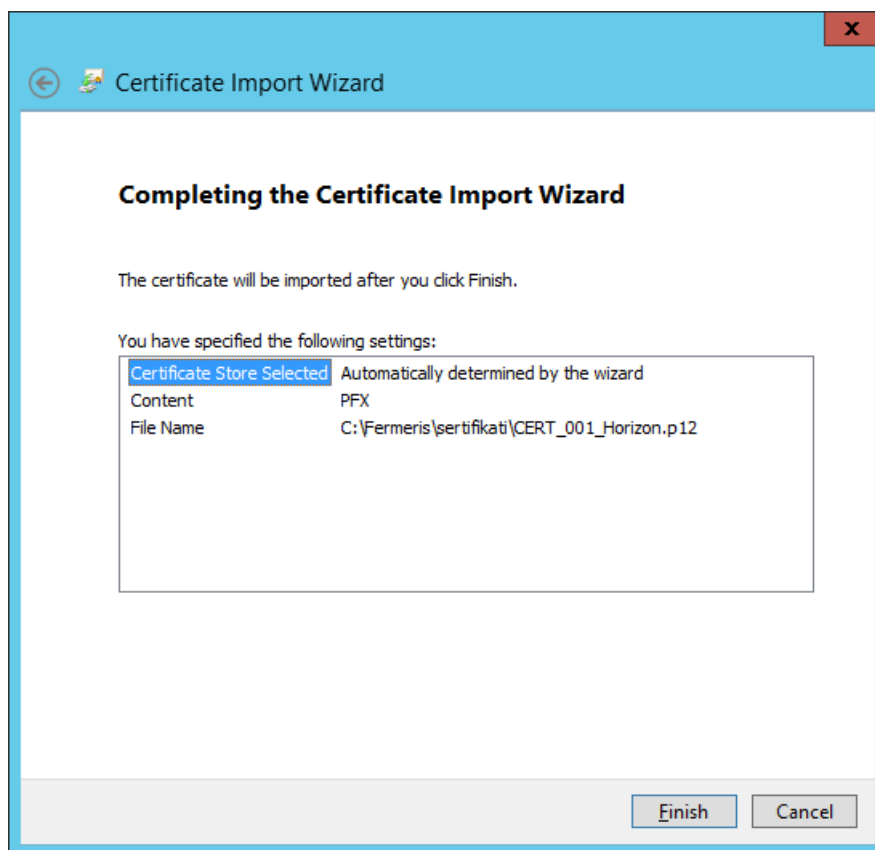 x
Certificate Import Wizard
Completing the Certificate Import Wizard
The certificate will be imported after you click Finish.
You have specified the following settings:
Certificate Store Selected Automatically determined by the wizard
Content PFX
File Name C:\Fermeris\sertifikati\CERT_001_Horizon.p12
Finish Cancel